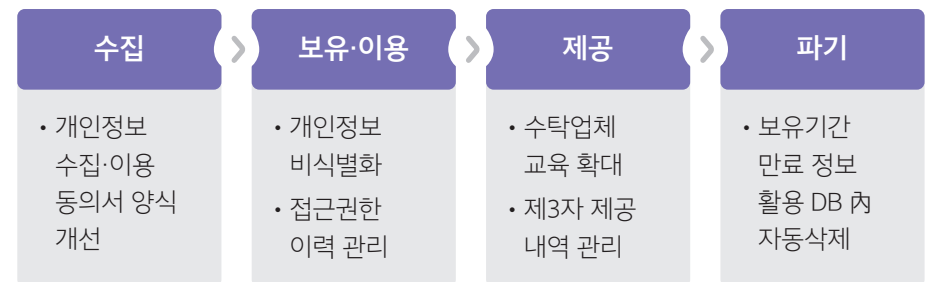 수집
• 개인정보
수집·이용
동의서 양식
개선
보유·이용
• 개인정보
비식별화
• 접근권한
이력 관리
제공
• 수탁업체
교육 확대
• 제3자 제공
내역 관리
파기
• 보유기간
만료 정보
활용 DB 內
자동삭제